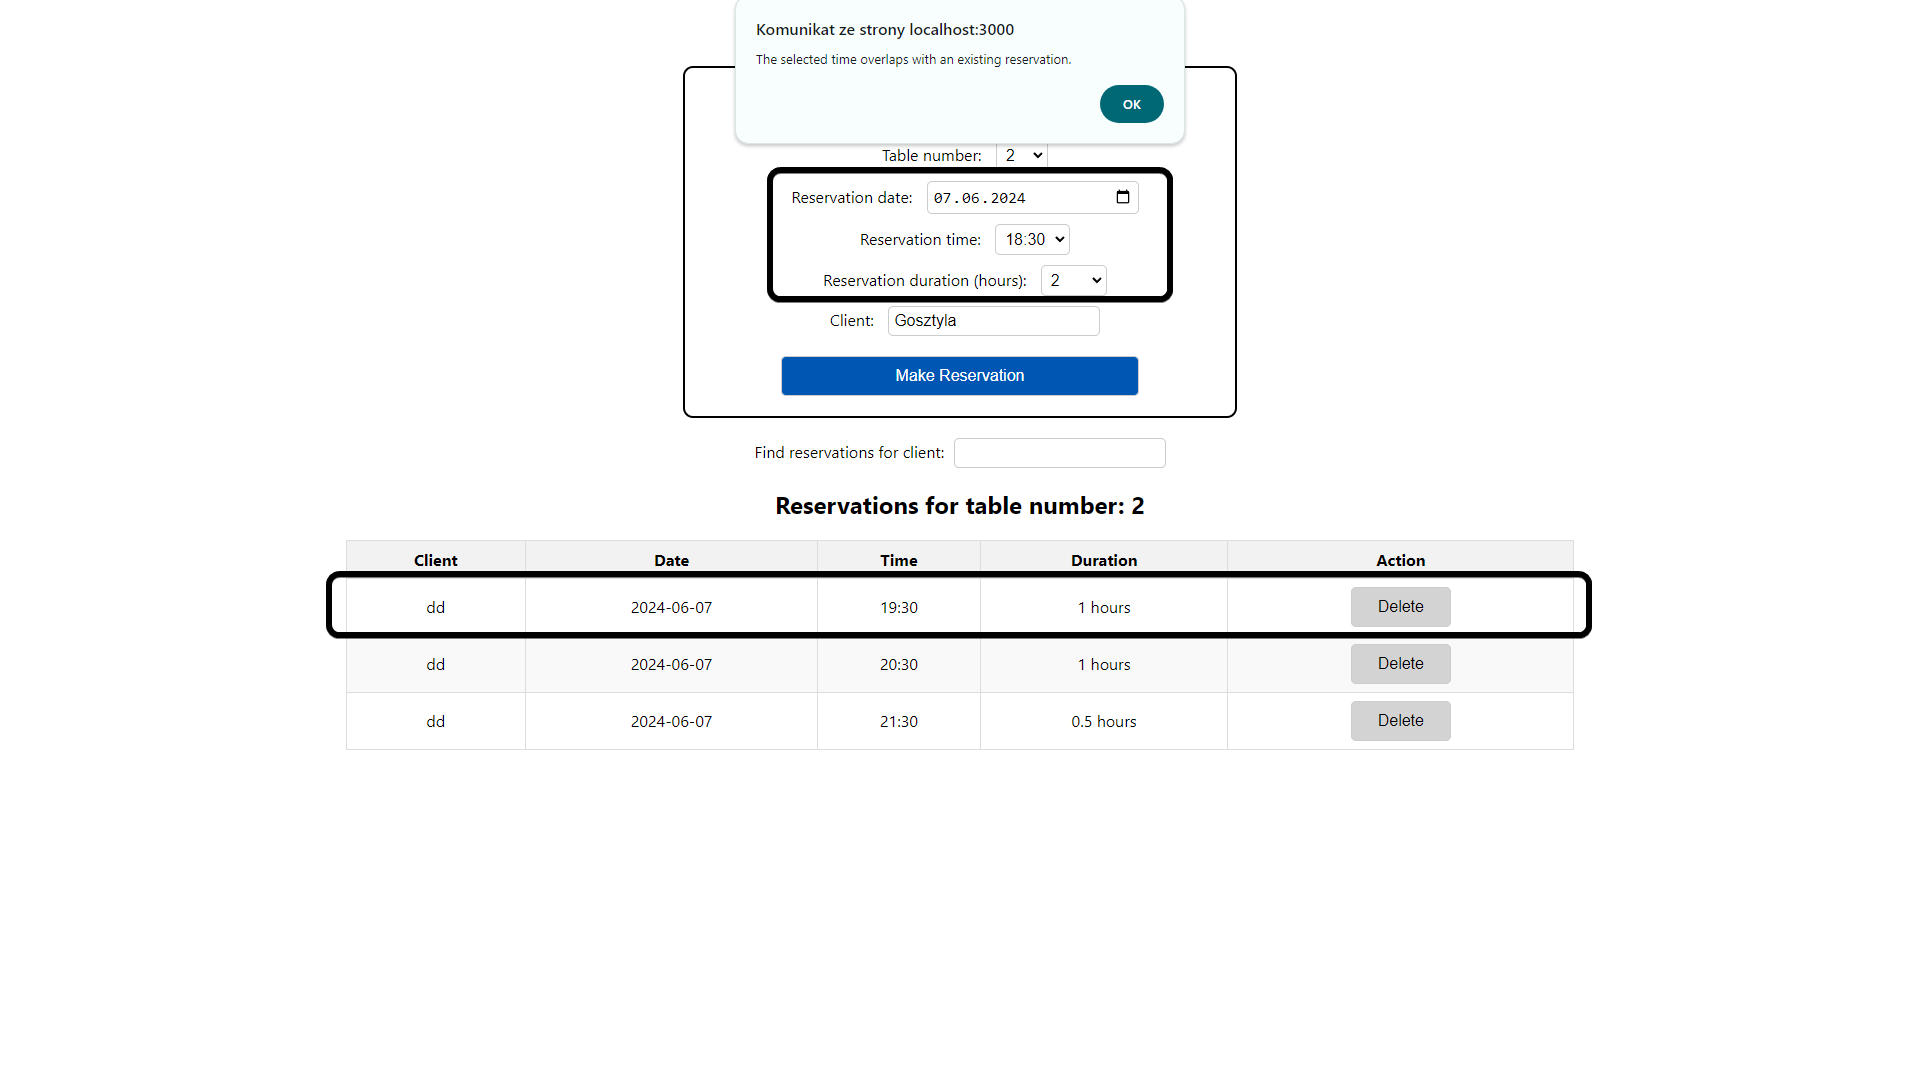 Komunikat ze strony localhost:3000
The selected time overlaps with an existing reservation.
OK
Table number: 2
Reservation date: 07.06.2024
Reservation time: 18:30
Reservation duration (hours): 2
Client: Gosztyla
Make Reservation
Find reservations for client:
Reservations for table number: 2
Client Date Time Duration Action
dd 2024-06-07 19:30 1 hours Delete
dd 2024-06-07 20:30 1 hours Delete
dd 2024-06-07 21:30 0.5 hours Delete